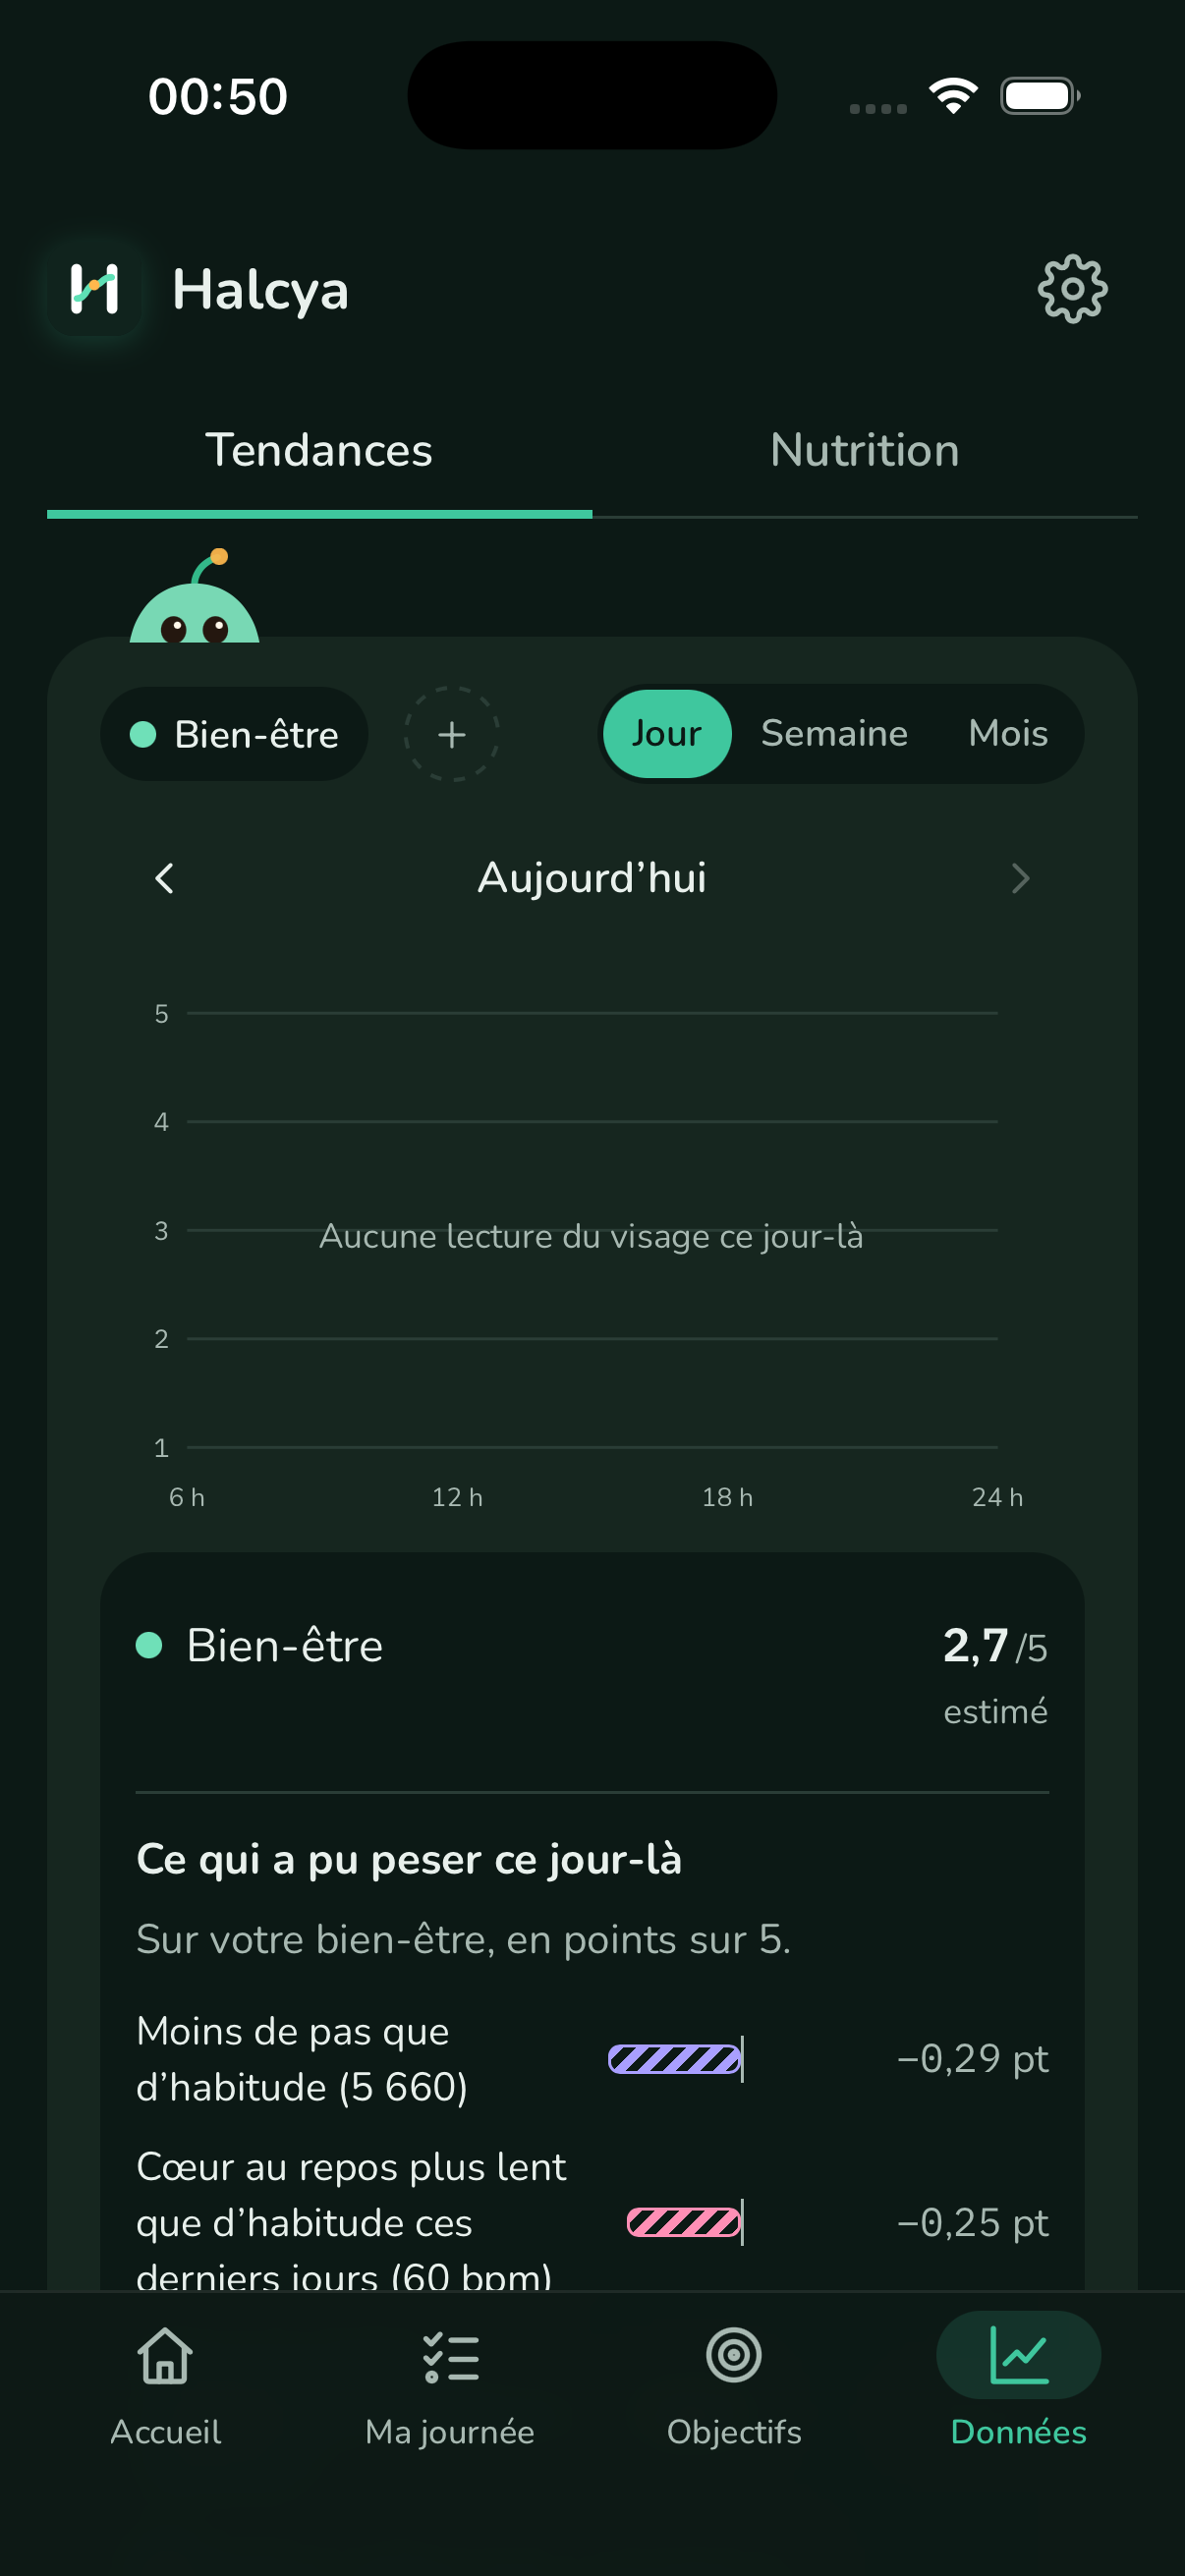 00:50
Halcya
Tendances
Nutrition
Bien-être
+
Jour
Semaine
Mois
Aujourd’hui
5
4
3
Aucune lecture du visage ce jour-là
2
1
6 h
12 h
18 h
24 h
Bien-être
2,7 /5
estimé
Ce qui a pu peser ce jour-là
Sur votre bien-être, en points sur 5.
Moins de pas que
d’habitude (5 660)
−0,29 pt
Cœur au repos plus lent
que d’habitude ces
derniers jours (60 bpm)
−0,25 pt
Accueil
Ma journée
Objectifs
Données